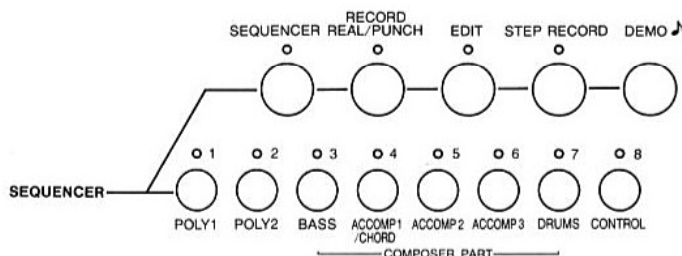 RECORD
SEQUENCER REAL/PUNCH EDIT STEP RECORD DEMO ♪
1 2 3 4 5 6 7 8
SEQUENCER
POLY1 POLY2 BASS ACCOMP1 ACCOMP2 ACCOMP3 DRUMS CONTROL
/CHORD
COMPOSER PART